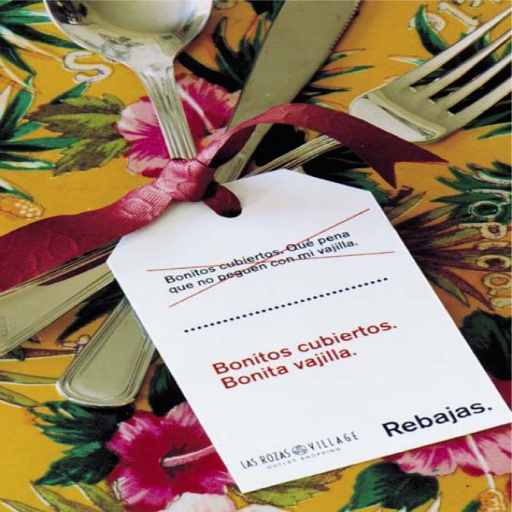 Bonitos cubiertos. Qué pena
que no peguen con mi vajilla.
Bonitos cubiertos.
Bonita vajilla.
Rebajas.
LAS ROZAS VILLAGE
OUTLET SHOPPING